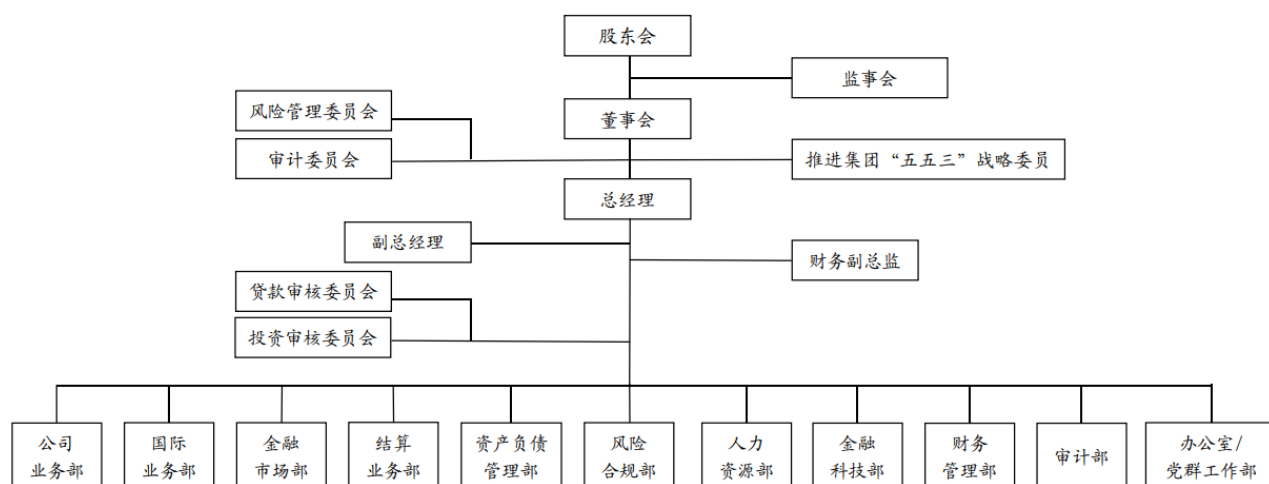 股东会
监事会
风险管理委员会
董事会
审计委员会
推进集团“五五三”战略委员
总经理
副总经理
财务副总监
贷款审核委员会
投资审核委员会
公司
业务部
国际
业务部
金融
市场部
结算
业务部
资产负债
管理部
风险
合规部
人力
资源部
金融
科技部
财务
管理部
审计部
办公室/
党群工作部